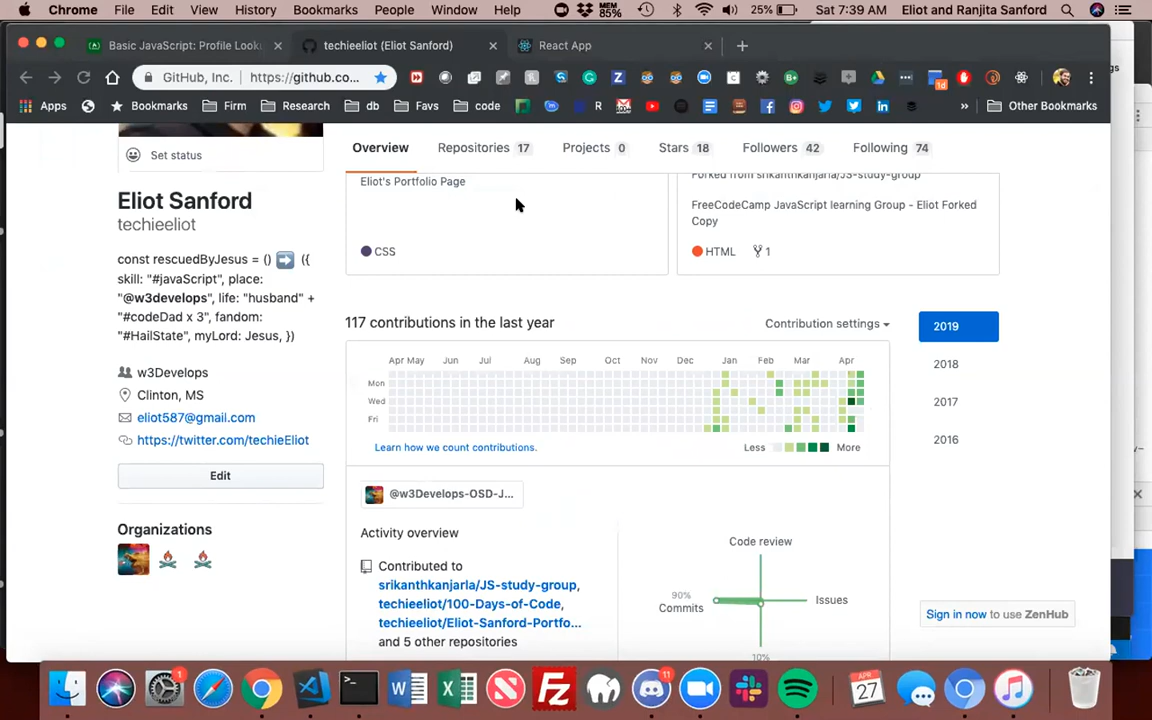 Chrome File Edit View History Bookmarks People Window Help MEM 85% 25% Sat 7:39 AM Eliot and Ranjita Sanford
Basic JavaScript: Profile Look techieeliot (Eliot Sanford) React App
GitHub, Inc. https://github.co...
Apps Bookmarks Firm Research db Favs code R Other Bookmarks
Overview Repositories 17 Projects 0 Stars 18 Followers 42 Following 74
Set status
Eliot's Portfolio Page
CSS
Forked from srikanthkanjarla/JS-study-group
FreeCodeCamp JavaScript learning Group - Eliot Forked
Copy
HTML 1
Eliot Sanford
techieeliot
const rescuedByJesus = () ➡ ({
skill: "#javaScript", place:
"@w3develops", life: "husband" +
"#codeDad x 3", fandom:
"#HailState", myLord: Jesus, })
w3Develops
Clinton, MS
eliot587@gmail.com
https://twitter.com/techieEliot
Edit
Organizations
117 contributions in the last year
Contribution settings
2019
2018
2017
2016
Apr May Jun Jul Aug Sep Oct Nov Dec Jan Feb Mar Apr
Mon
Wed
Fri
Learn how we count contributions.
Less More
@w3Develops-OSD-J...
Activity overview
Contributed to
srikanthkanjarla/JS-study-group,
techieeliot/100-Days-of-Code,
techieeliot/Eliot-Sanford-Portfo...
and 5 other repositories
Code review
90%
Commits
Issues
10%
Sign in now to use ZenHub
1
11
APR
27